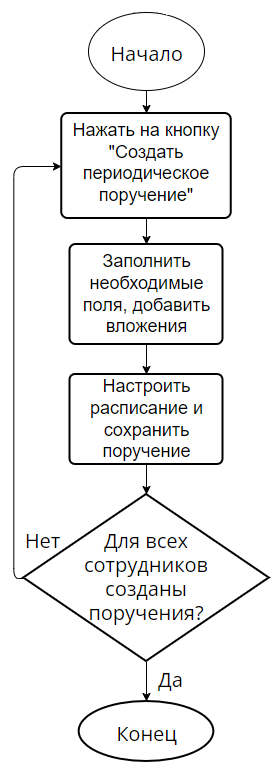 Начало
Нажать на кнопку
"Создать
периодическое
поручение"
Заполнить
необходимые
поля, добавить
вложения
Настроить
расписание и
сохранить
поручение
Нет
Для всех
сотрудников
созданы
поручения?
Да
Конец